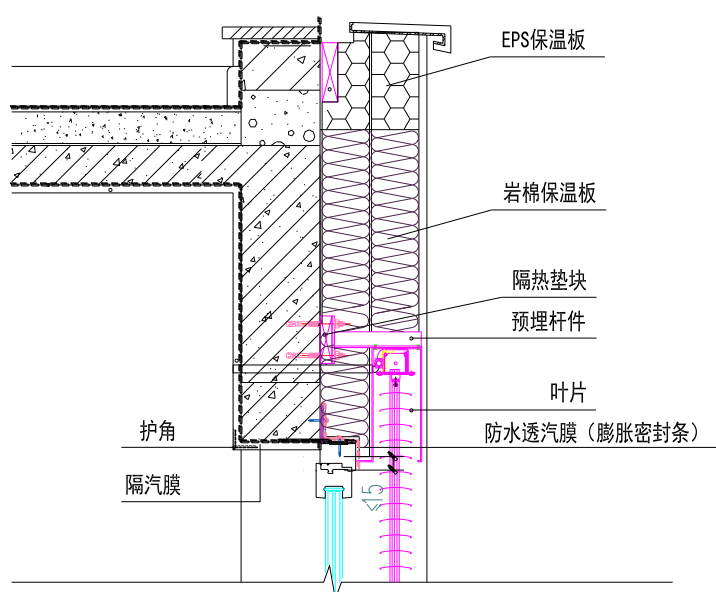 EPS保温板
岩棉保温板
隔热垫块
预埋杆件
叶片
护角
防水透汽膜（膨胀密封条）
隔汽膜
≤15